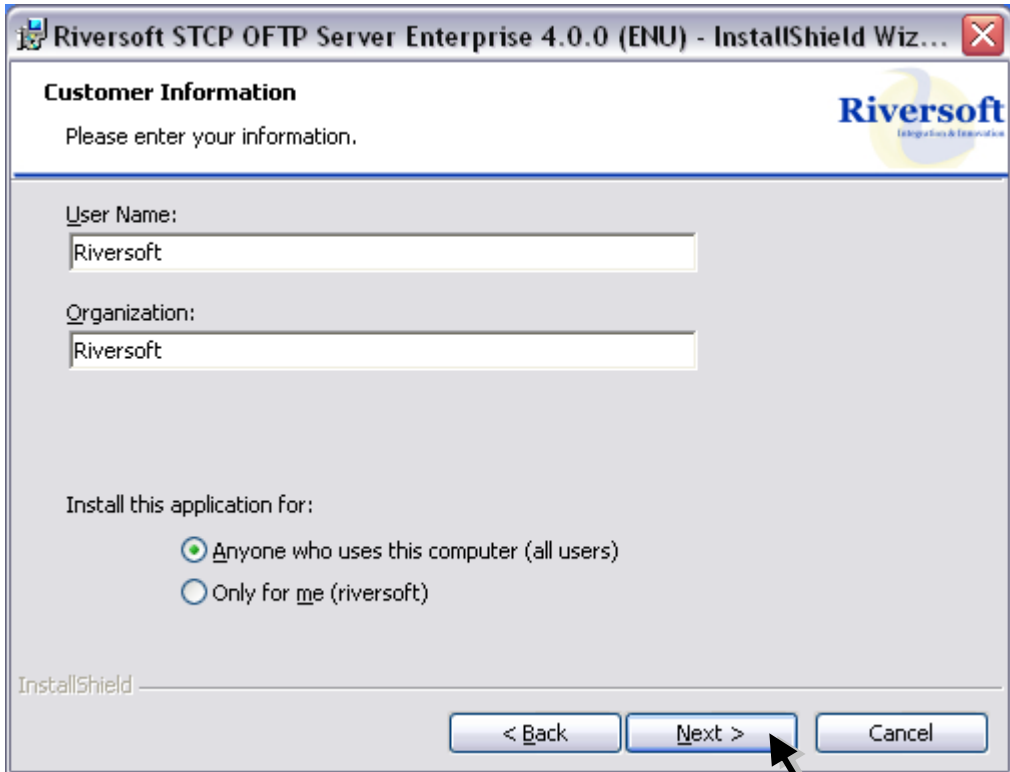 Riversoft STCP OFTP Server Enterprise 4.0.0 (ENU) - InstallShield Wiz...
Customer Information
Please enter your information.
Riversoft
Integration & Innovation
User Name:
Riversoft
Organization:
Riversoft
Install this application for:
Anyone who uses this computer (all users)
Only for me (riversoft)
InstallShield
< Back
Next >
Cancel